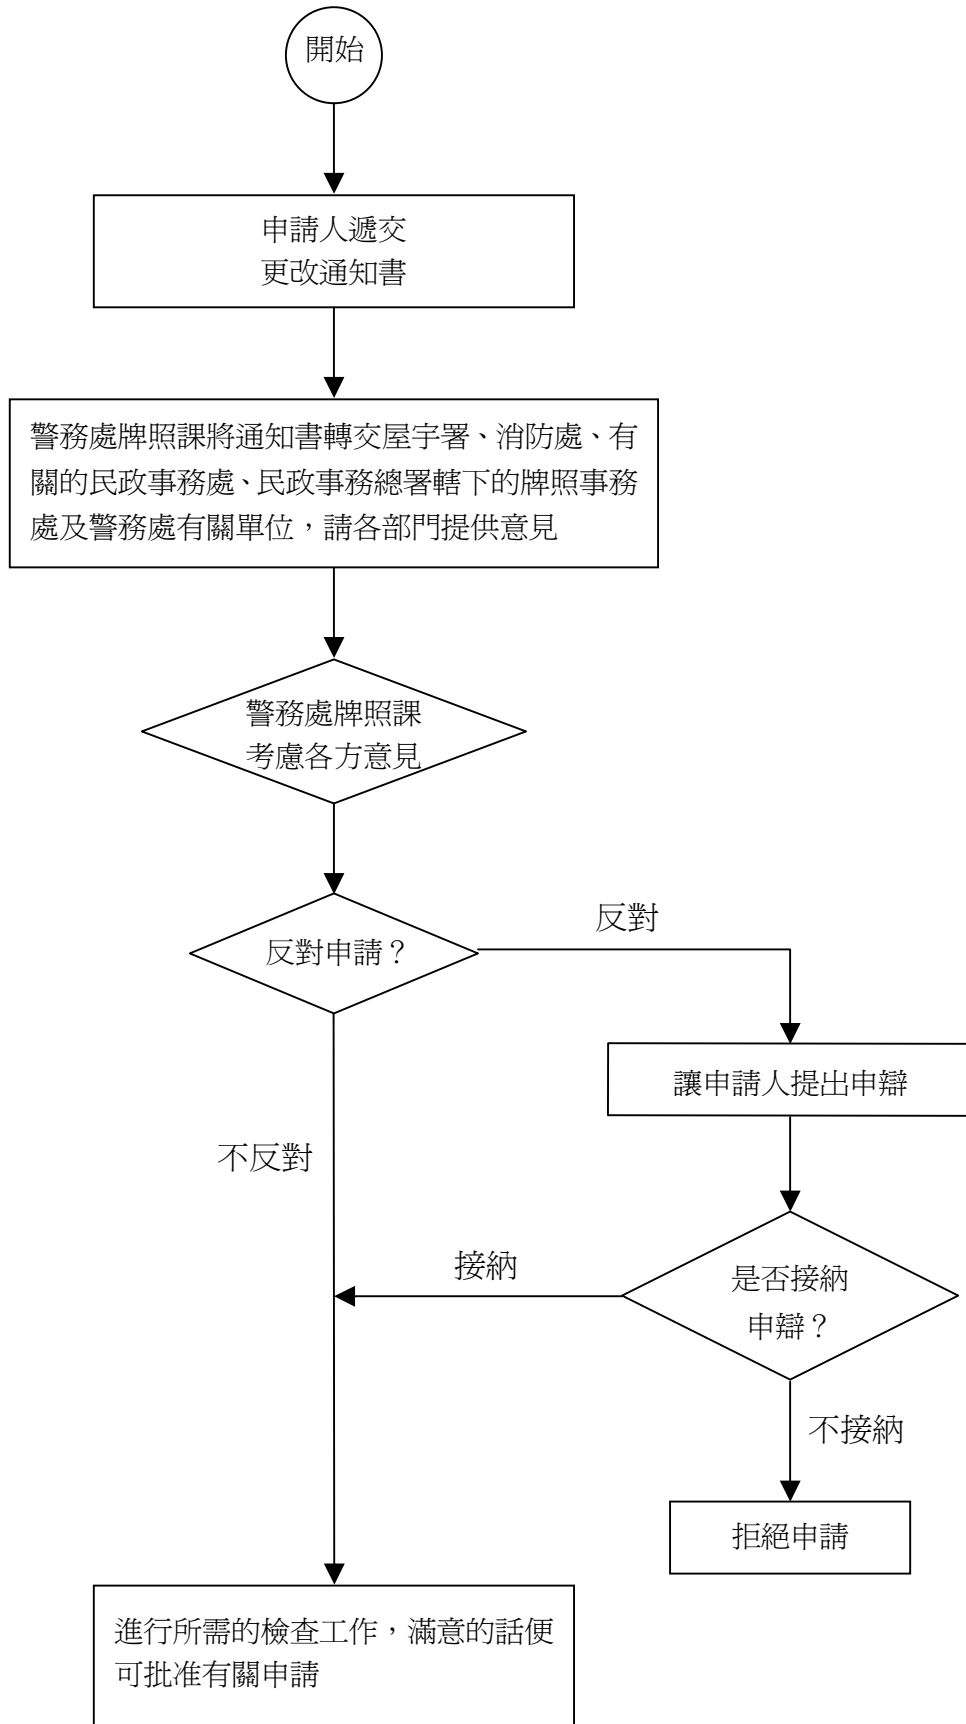 開始
申請人遞交
更改通知書
警務處牌照課將通知書轉交屋宇署、消防處、有
關的民政事務處、民政事務總署轄下的牌照事務
處及警務處有關單位，請各部門提供意見
警務處牌照課
考慮各方意見
反對申請？
反對
讓申請人提出申辯
不反對
接納
是否接納
申辯？
不接納
拒絕申請
進行所需的檢查工作，滿意的話便
可批准有關申請